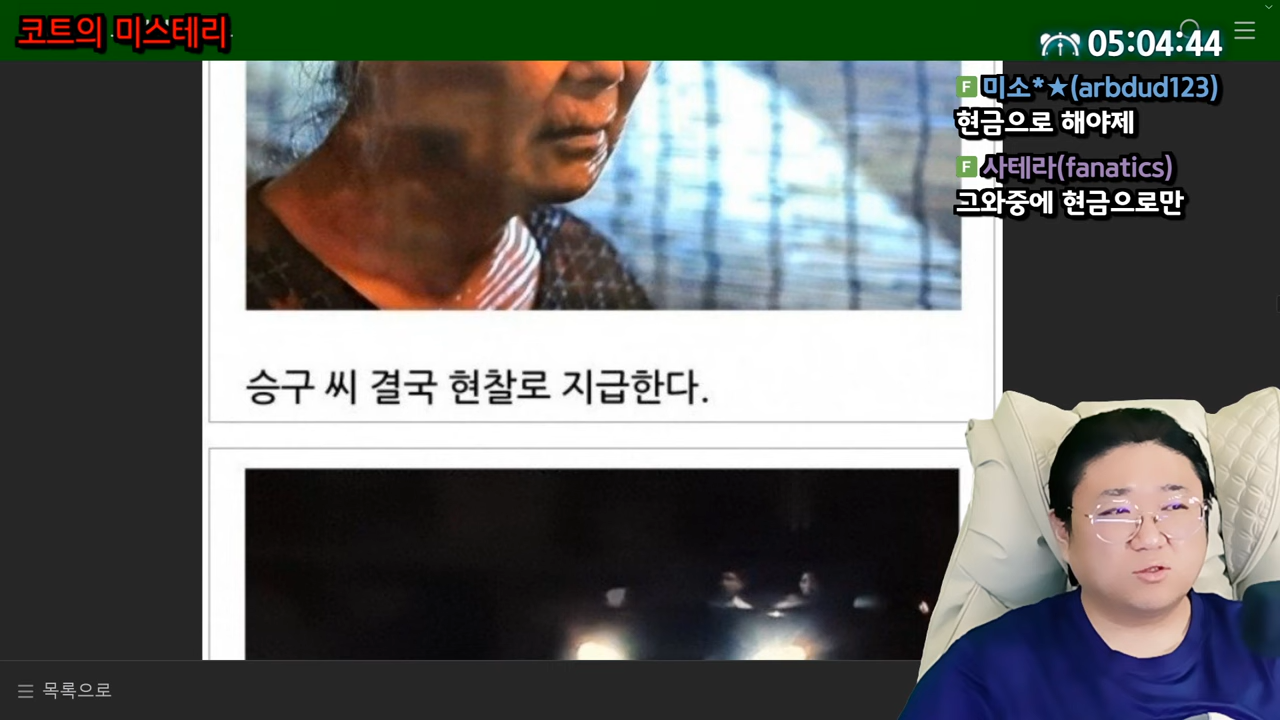 코트의 미스테리
05:04:44
F 미소*★(arbdud123)
현금으로 해야제
F 사테라(fanatics)
그와중에 현금으로만
승구 씨 결국 현찰로 지급한다.
목록으로